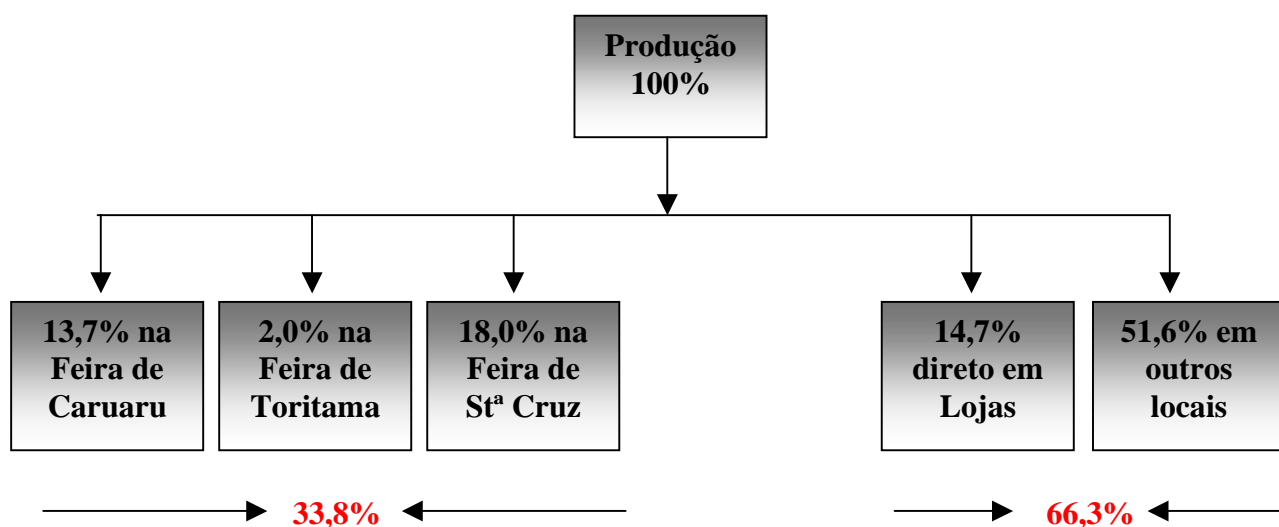 Produção
100%
13,7% na
Feira de
Caruaru
2,0% na
Feira de
Toritama
18,0% na
Feira de
Stª Cruz
14,7%
direto em
Lojas
51,6% em
outros
locais
33,8%
66,3%